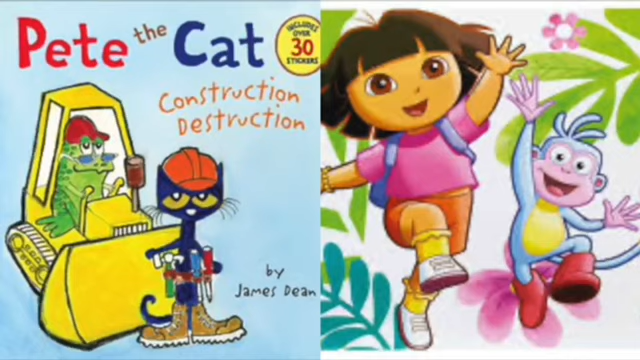 Pete the Cat
INCLUDES
OVER
30
STICKERS
Construction
Destruction
by
James Dean